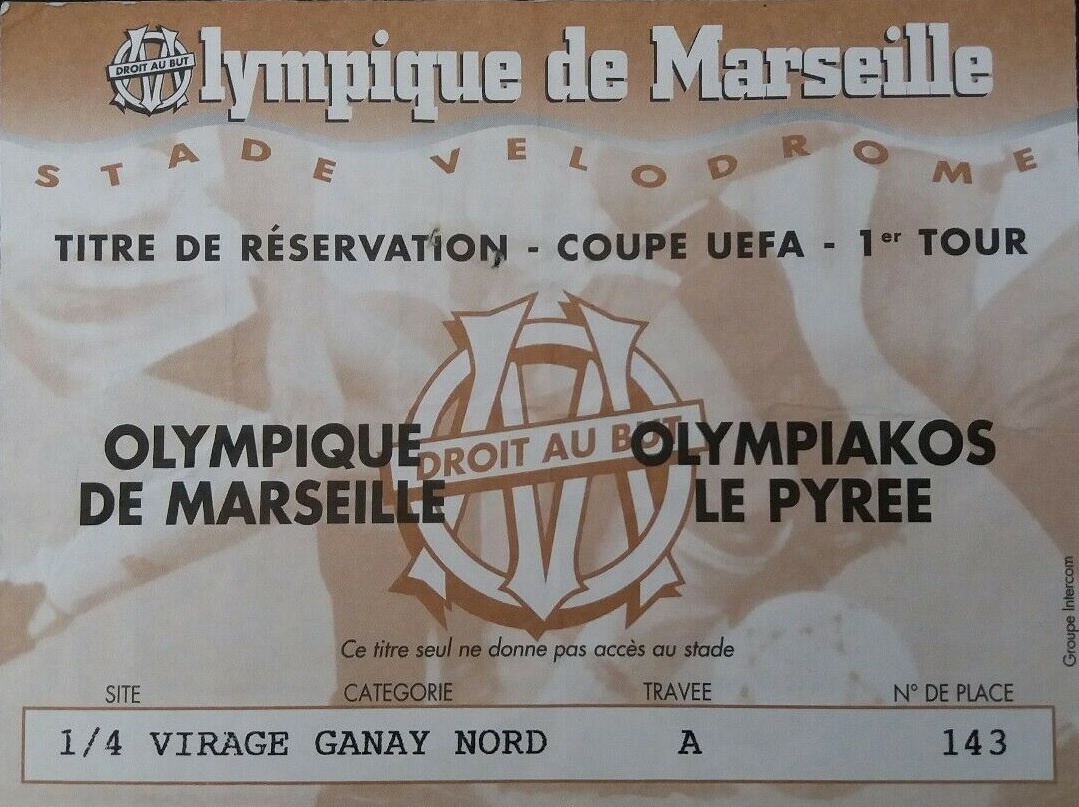 DROIT AU BUT
Olympique de Marseille
STADE VELODROME
TITRE DE RÉSERVATION - COUPE UEFA - 1er TOUR
DROIT AU BUT
OLYMPIQUE DE MARSEILLE
OLYMPIAKOS LE PYREE
Ce titre seul ne donne pas accès au stade
SITE CATEGORIE TRAVEE N° DE PLACE
1/4 VIRAGE GANAY NORD A 143
Groupe Intercom